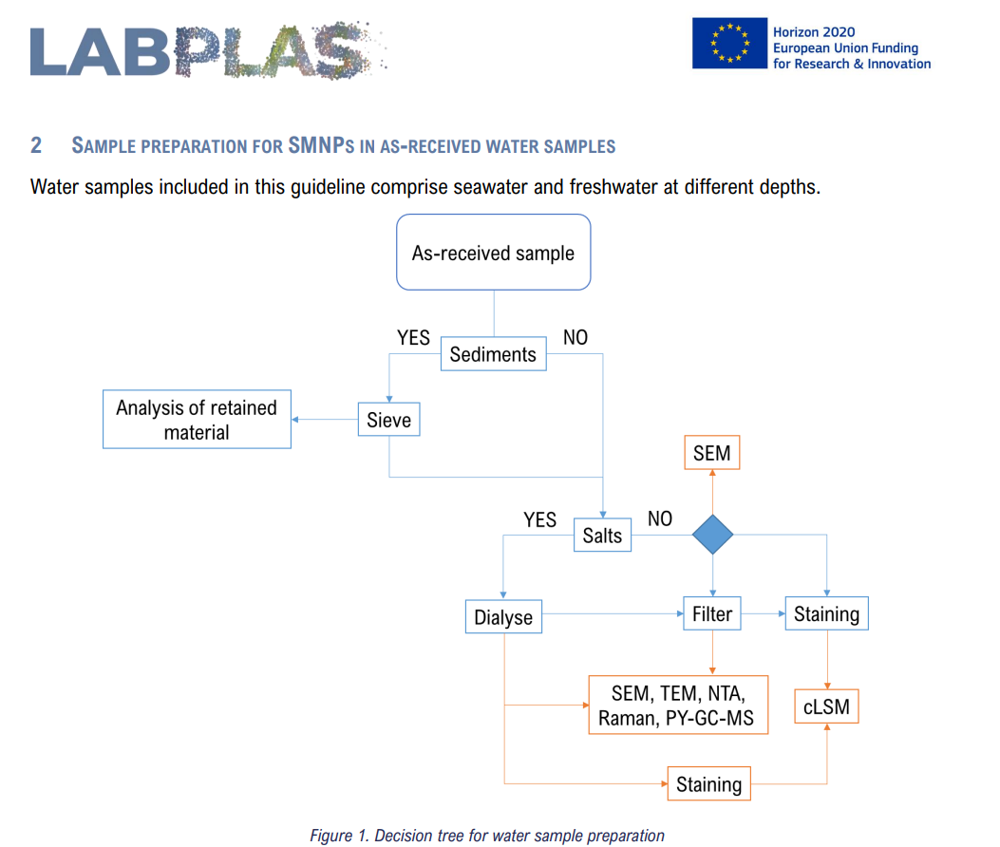 LABPLAS
Horizon 2020
European Union Funding
for Research & Innovation
2 SAMPLE PREPARATION FOR SMNPS IN AS-RECEIVED WATER SAMPLES
Water samples included in this guideline comprise seawater and freshwater at different depths.
As-received sample
YES
NO
Sediments
Analysis of retained
material
Sieve
SEM
YES
NO
Salts
Dialyse
Filter
Staining
SEM, TEM, NTA,
Raman, PY-GC-MS
cLSM
Staining
Figure 1. Decision tree for water sample preparation